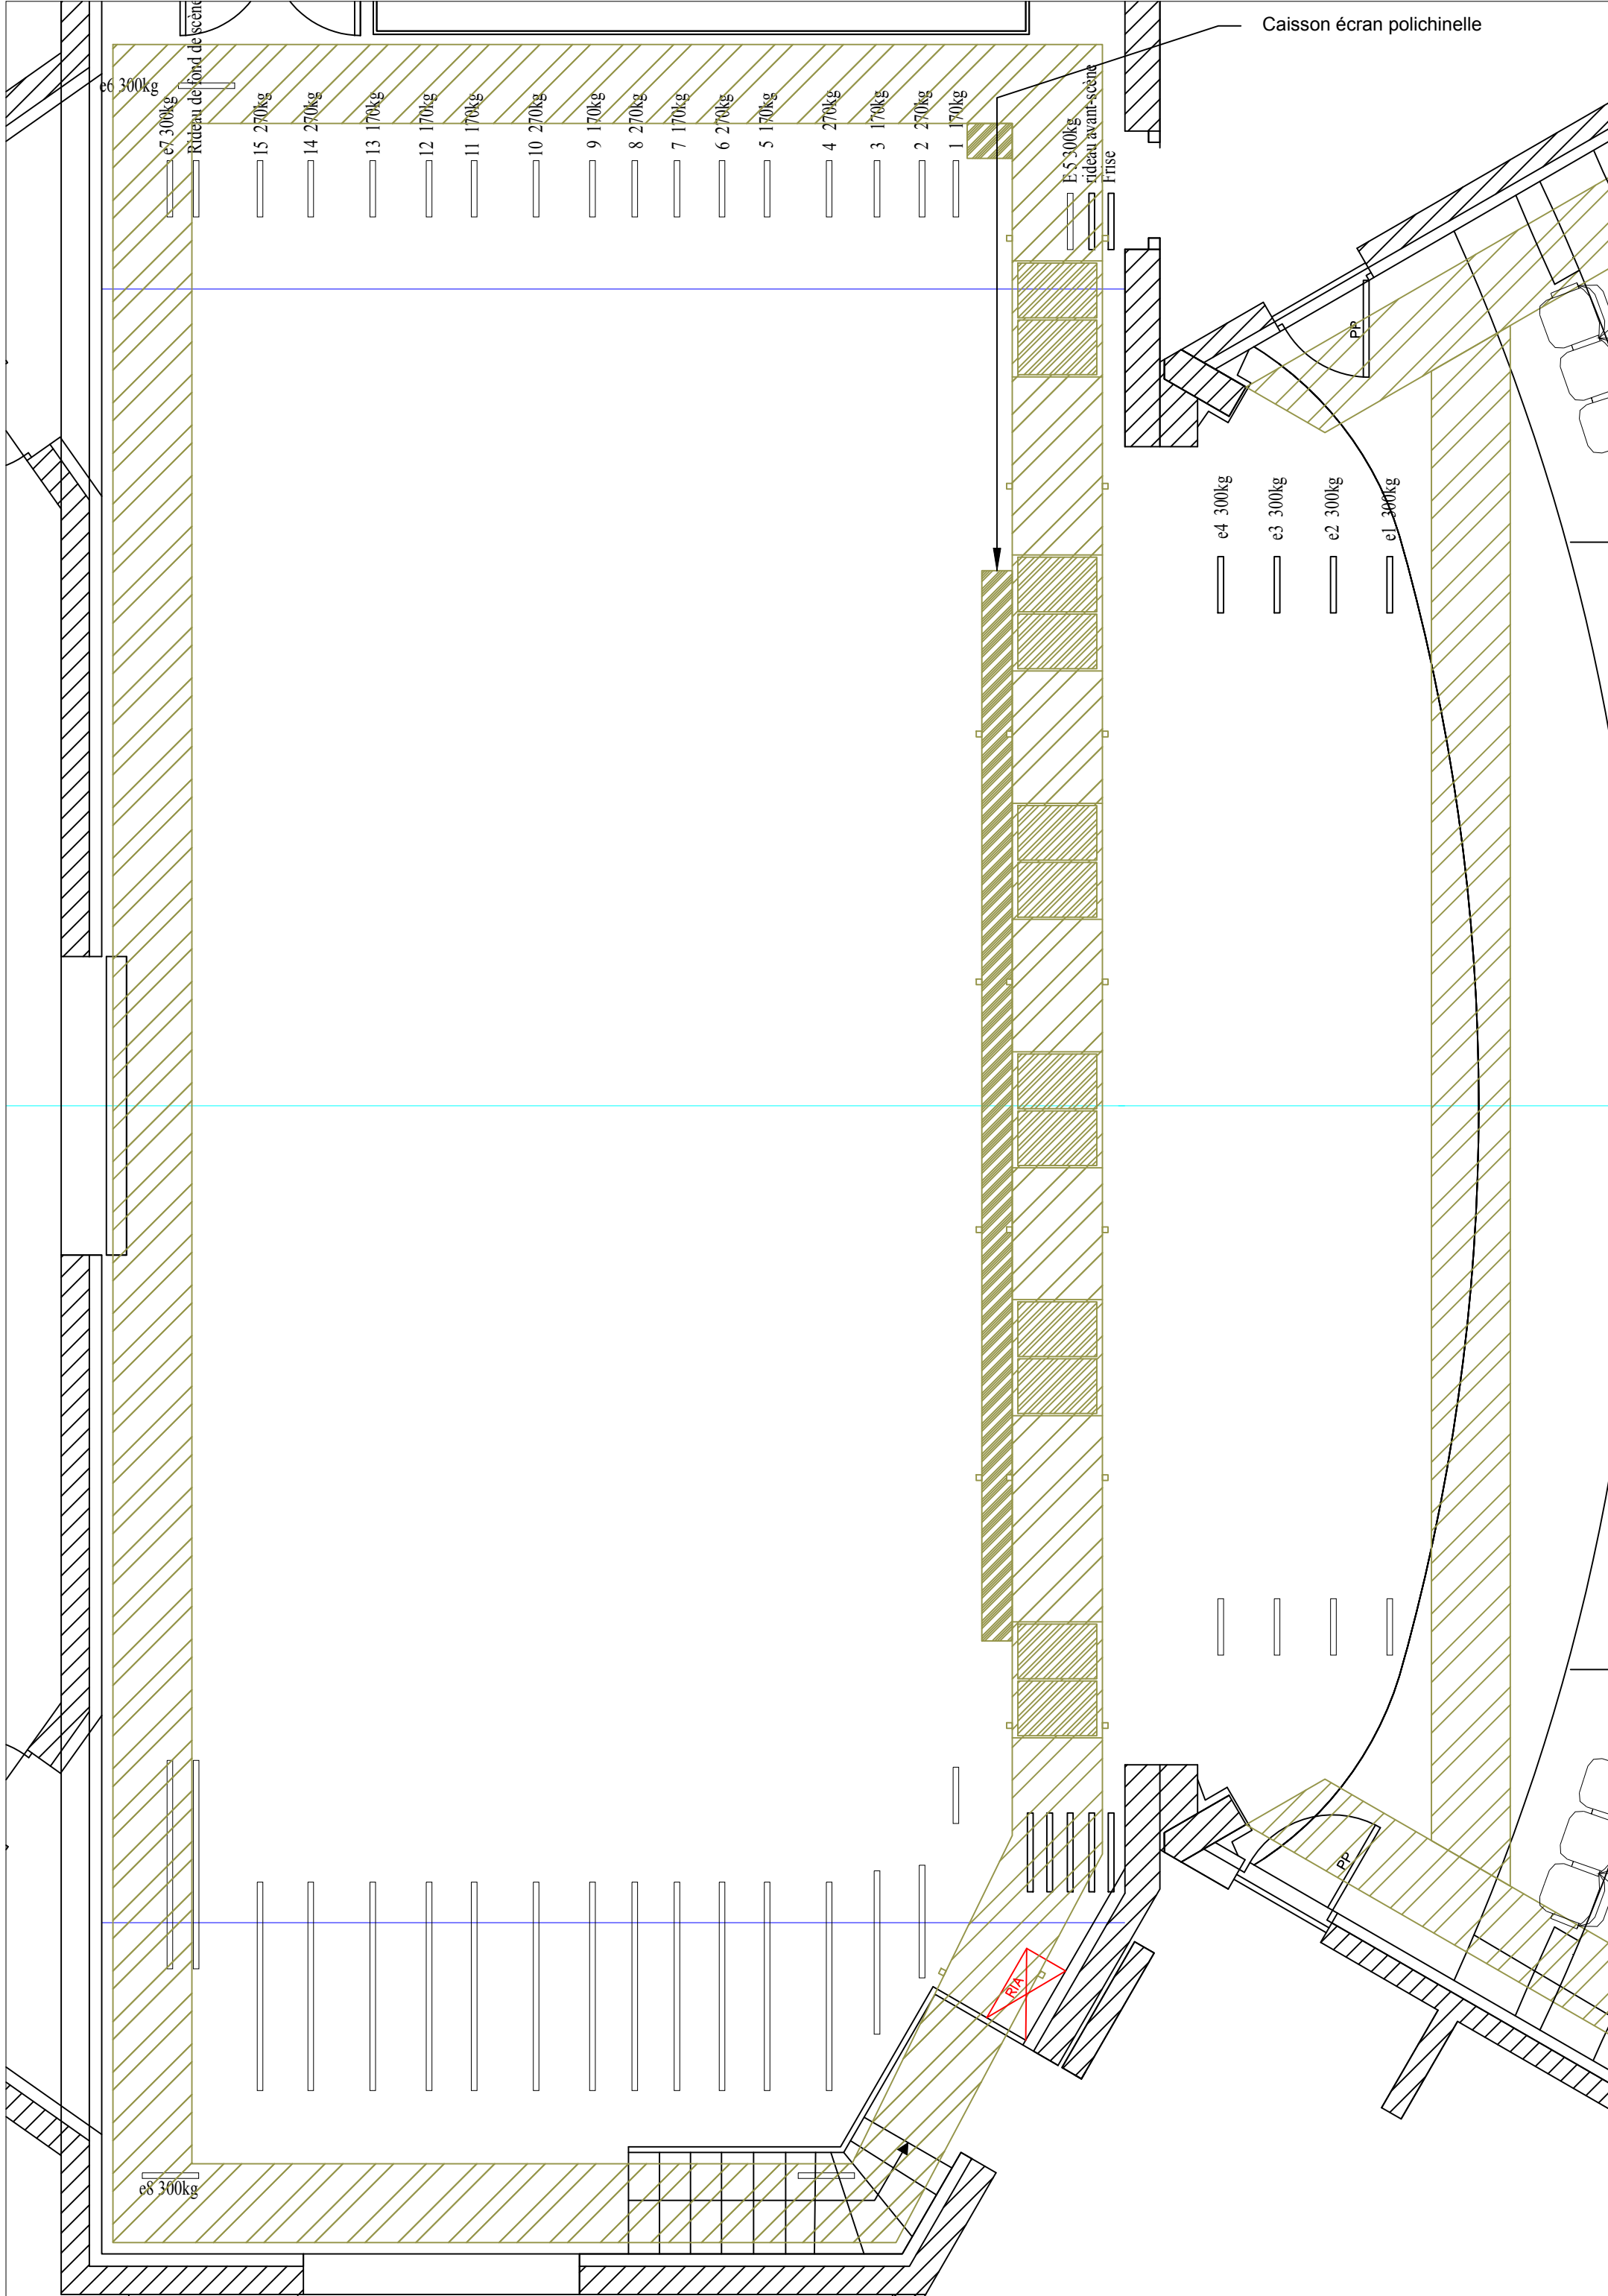 Caisson écran polichinelle
e6 300kg
e7 300kg
Rideau de fond de scène
15 270kg
14 270kg
13 170kg
12 170kg
11 170kg
10 270kg
9 170kg
8 270kg
7 170kg
6 270kg
5 170kg
4 270kg
3 170kg
2 270kg
1 170kg
E 5 300kg
rideau avant-scène
Frise
PP
e4 300kg
e3 300kg
e2 300kg
e1 300kg
PP
RIA
e8 300kg